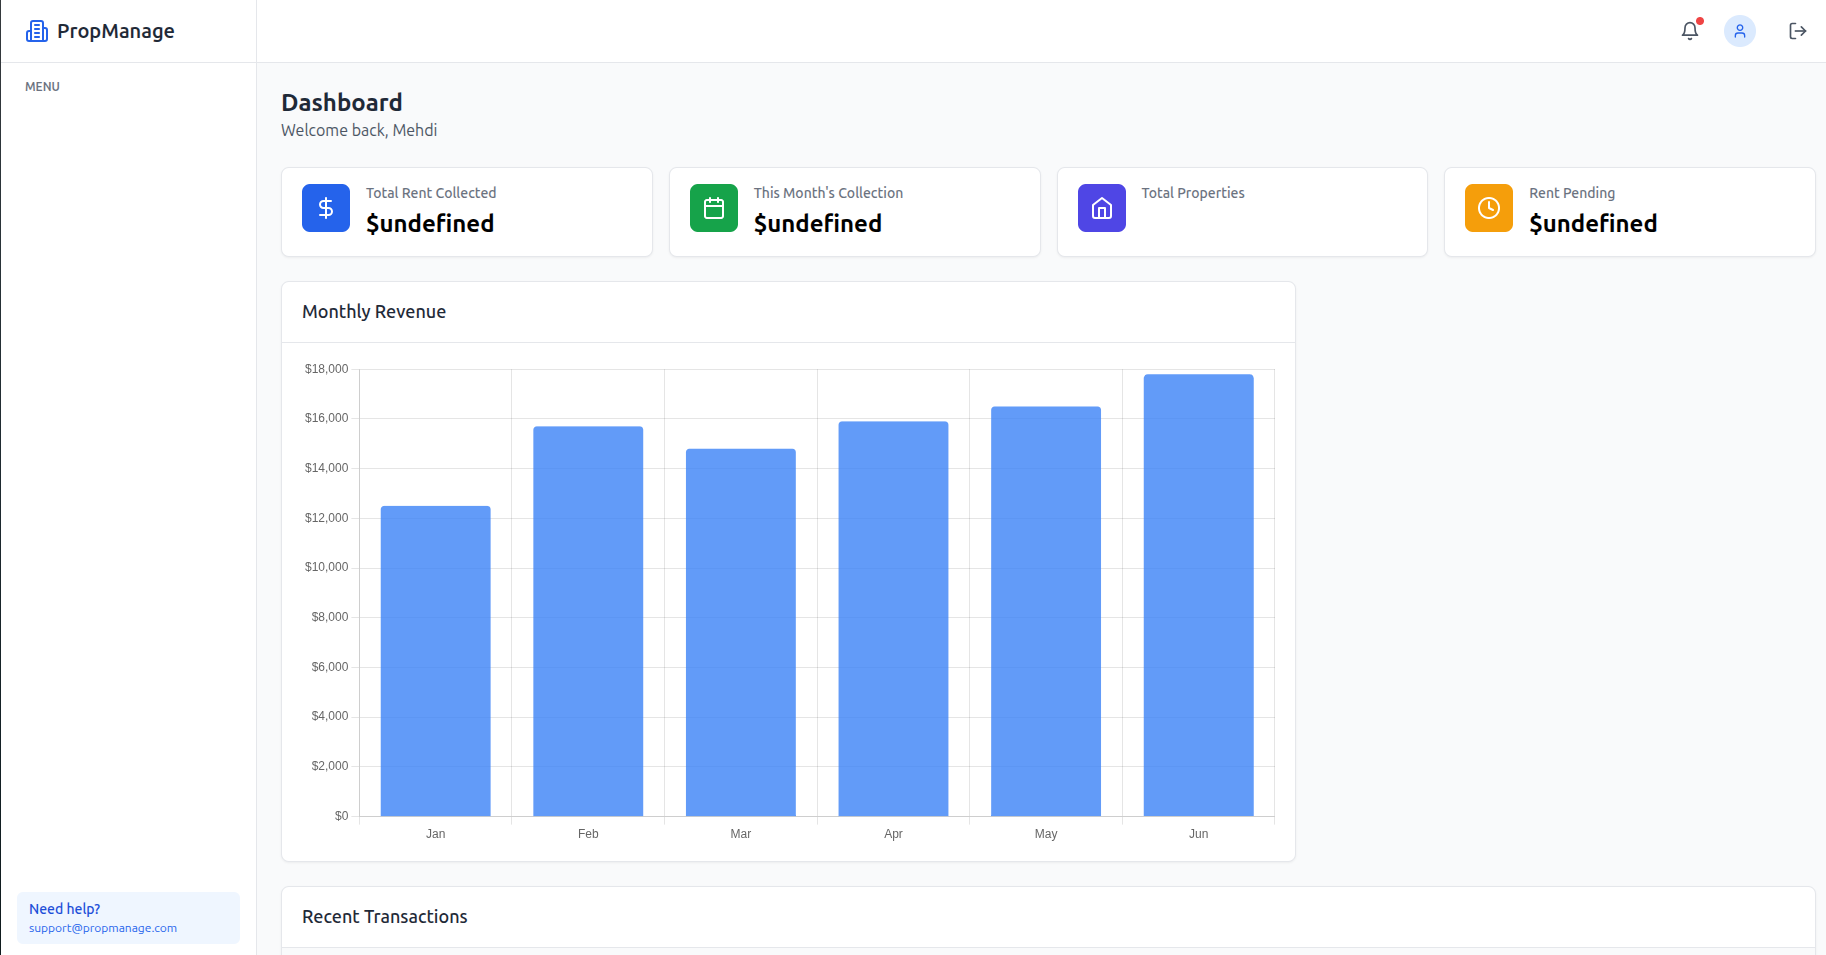 PropManage
MENU
Dashboard
Welcome back, Mehdi
Total Rent Collected
$undefined
This Month's Collection
$undefined
Total Properties
Rent Pending
$undefined
Monthly Revenue
$18,000
$16,000
$14,000
$12,000
$10,000
$8,000
$6,000
$4,000
$2,000
$0
Jan Feb Mar Apr May Jun
Recent Transactions
Need help?
support@propmanage.com